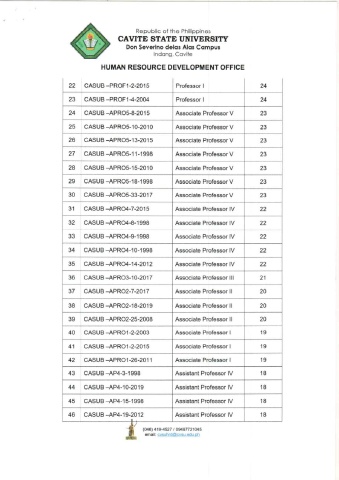 Republic of the Philippines
CAVITE STATE UNIVERSITY
Don Severino delas Alas Campus
Indang, Cavite
HUMAN RESOURCE DEVELOPMENT OFFICE
22 CASUB –PROF1-2-2015 Professor I 24
23 CASUB –PROF1-4-2004 Professor I 24
24 CASUB –APRO5-8-2015 Associate Professor V 23
25 CASUB –APRO5-10-2010 Associate Professor V 23
26 CASUB –APRO5-13-2015 Associate Professor V 23
27 CASUB –APRO5-11-1998 Associate Professor V 23
28 CASUB –APRO5-15-2010 Associate Professor V 23
29 CASUB –APRO5-18-1998 Associate Professor V 23
30 CASUB –APRO5-33-2017 Associate Professor V 23
31 CASUB –APRO4-7-2015 Associate Professor IV 22
32 CASUB –APRO4-8-1998 Associate Professor IV 22
33 CASUB –APRO4-9-1998 Associate Professor IV 22
34 CASUB –APRO4-10-1998 Associate Professor IV 22
35 CASUB –APRO4-14-2012 Associate Professor IV 22
36 CASUB –APRO3-10-2017 Associate Professor III 21
37 CASUB –APRO2-7-2017 Associate Professor II 20
38 CASUB –APRO2-18-2019 Associate Professor II 20
39 CASUB –APRO2-25-2008 Associate Professor II 20
40 CASUB –APRO1-2-2003 Associate Professor I 19
41 CASUB –APRO1-2-2015 Associate Professor I 19
42 CASUB –APRO1-26-2011 Associate Professor I 19
43 CASUB –AP4-3-1998 Assistant Professor IV 18
44 CASUB –AP4-10-2019 Assistant Professor IV 18
45 CASUB –AP4-18-1998 Assistant Professor IV 18
46 CASUB –AP4-19-2012 Assistant Professor IV 18
email: